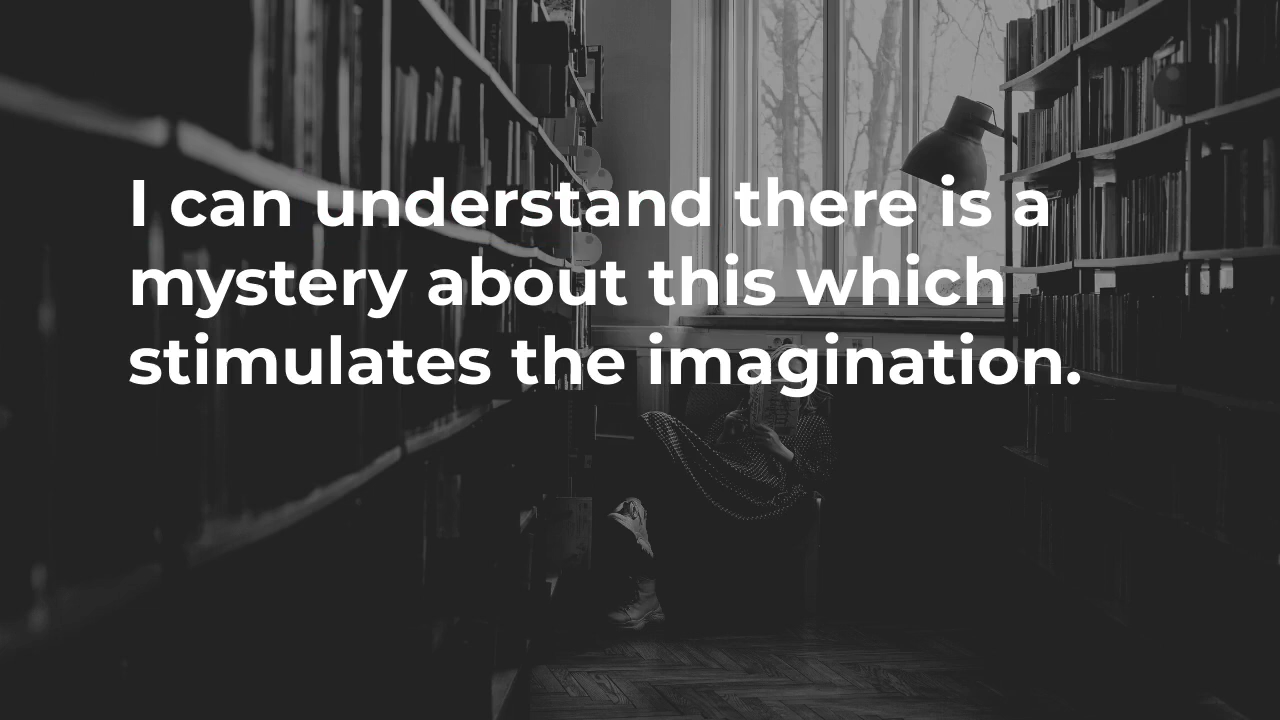 I can understand there is a
mystery about this which
stimulates the imagination.